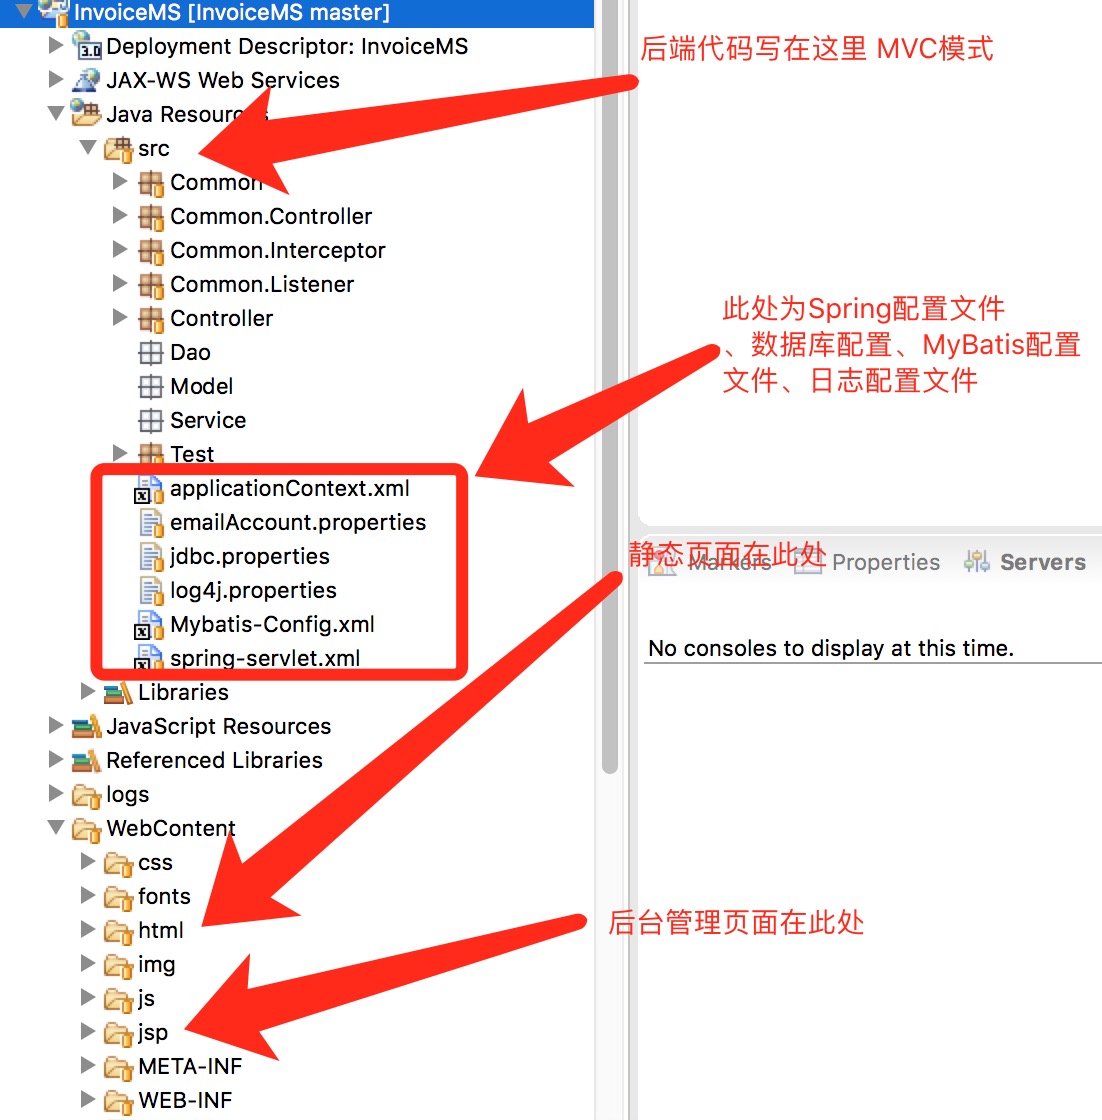 InvoiceMS [InvoiceMS master]
Deployment Descriptor: InvoiceMS
JAX-WS Web Services
Java Resources
src
Common
Common.Controller
Common.Interceptor
Common.Listener
Controller
Dao
Model
Service
Test
applicationContext.xml
emailAccount.properties
jdbc.properties
log4j.properties
Mybatis-Config.xml
spring-servlet.xml
Libraries
JavaScript Resources
Referenced Libraries
logs
WebContent
css
fonts
html
img
js
jsp
META-INF
WEB-INF
后端代码写在这里 MVC模式
此处为Spring配置文件
、数据库配置、MyBatis配置
文件、日志配置文件
静态页面在此处
Markers Properties Servers
No consoles to display at this time.
后台管理页面在此处